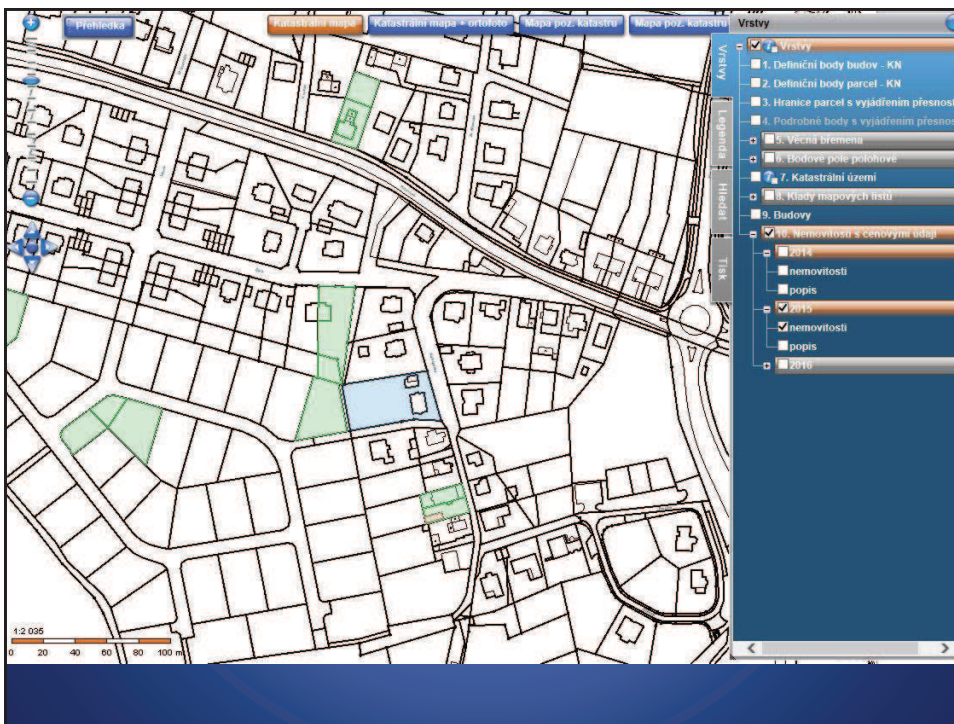 Přehledka
Katastrální mapa
Katastrální mapa + ortofoto
Mapa poz. katastru
Mapa poz. katastru
Vrstvy
Vrstvy
Legenda
Hledat
Tisk
Vrstvy
1. Definiční body budov - KN
2. Definiční body parcel - KN
3. Hranice parcel s vyjádřením přesnost
4. Podrobné body s vyjádřením přesnos
5. Věcná břemena
6. Bodové pole polohové
7. Katastrální území
8. Klady mapových listů
9. Budovy
10. Nemovitosti s cenovými údaji
2014
nemovitosti
popis
2015
nemovitosti
popis
2016
1:2 035
0 20 40 60 80 100 m